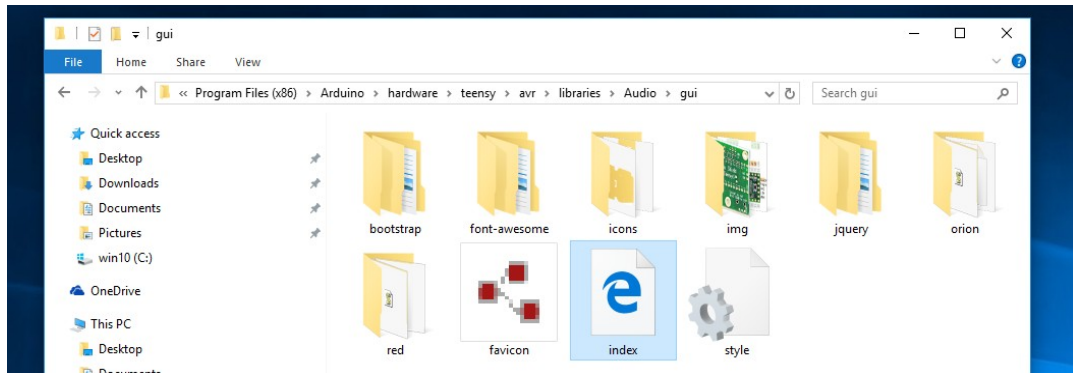 gui
File Home Share View
« Program Files (x86) › Arduino › hardware › teensy › avr › libraries › Audio › gui
Search gui
Quick access
Desktop
Downloads
Documents
Pictures
win10 (C:)
OneDrive
This PC
Desktop
Documents
bootstrap font-awesome icons img jquery orion
red favicon index style